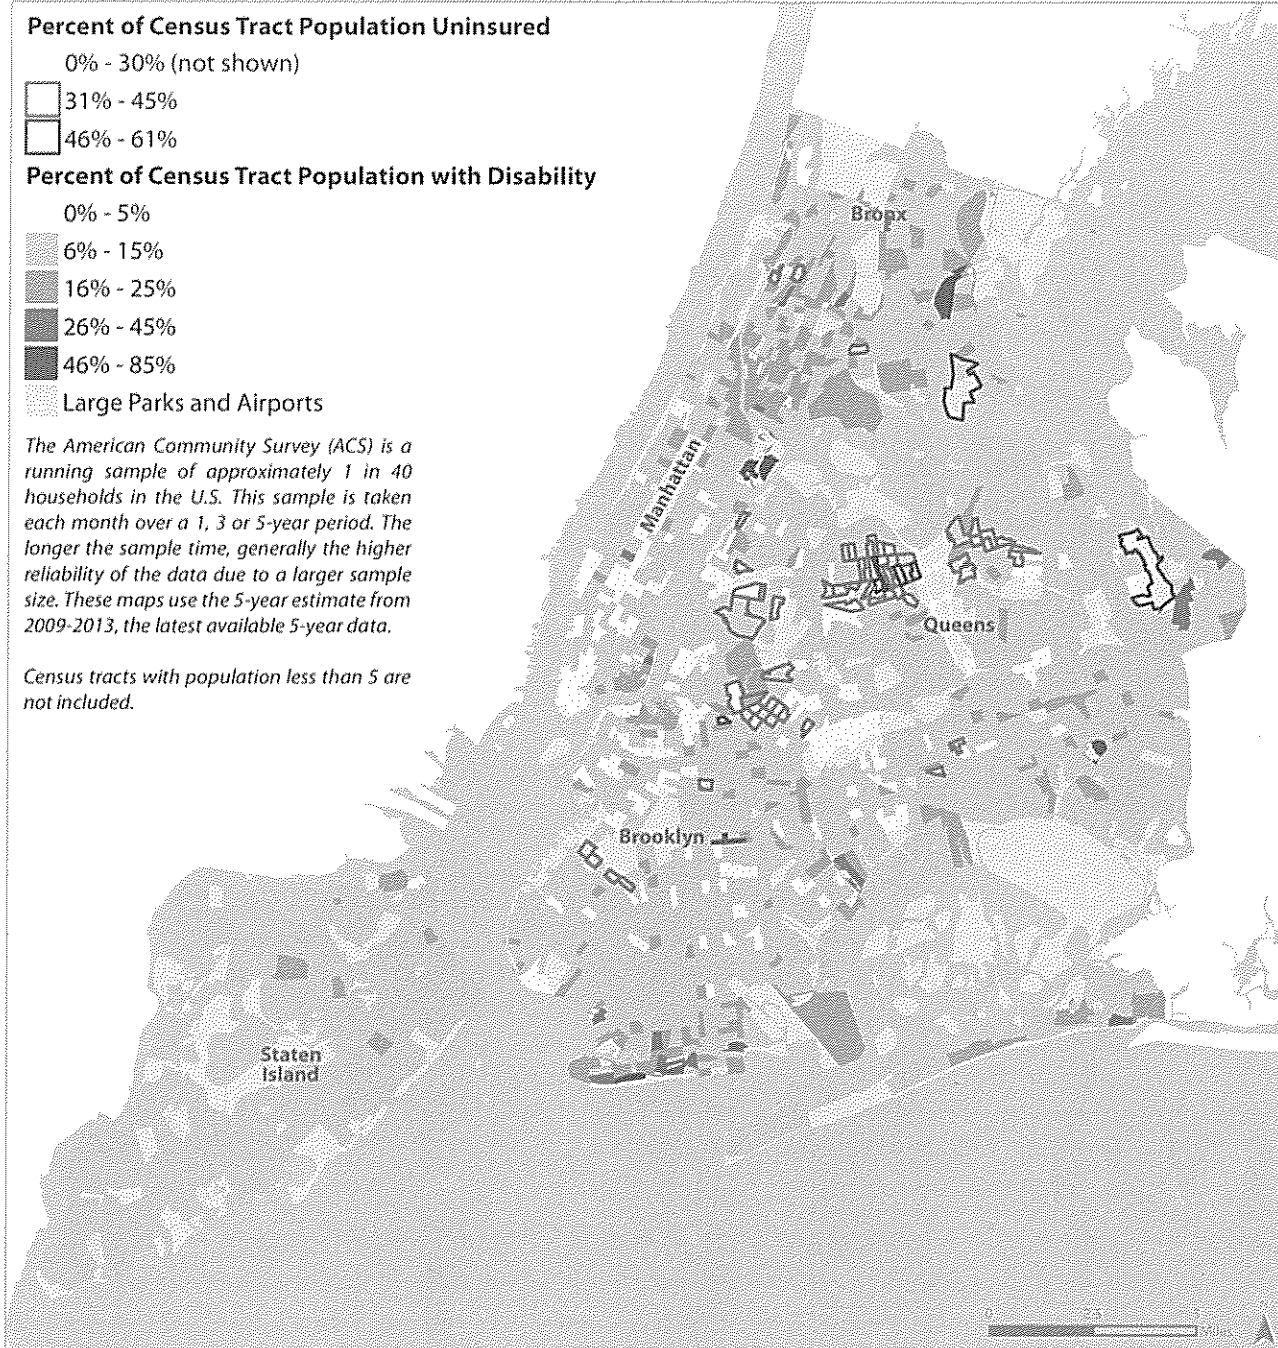 Percent of Census Tract Population Uninsured
0% - 30% (not shown)
31% - 45%
46% - 61%
Percent of Census Tract Population with Disability
0% - 5%
6% - 15%
16% - 25%
26% - 45%
46% - 85%
Large Parks and Airports
The American Community Survey (ACS) is a
running sample of approximately 1 in 40
households in the U.S. This sample is taken
each month over a 1, 3 or 5-year period. The
longer the sample time, generally the higher
reliability of the data due to a larger sample
size. These maps use the 5-year estimate from
2009-2013, the latest available 5-year data.
Census tracts with population less than 5 are
not included.
Bronx
Manhattan
Queens
Brooklyn
Staten
Island
0 2.5
Miles